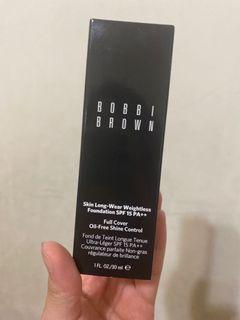 BOBBI
BROWN
Skin Long-Wear Weightless
Foundation SPF 15 PA++
Full Cover
Oil-Free Shine Control
Fond de Teint Longue Tenue
Ultra-Léger SPF 15 PA++
Couvrance parfaite Non-gras
régulateur de brillance
1 FL. OZ./30 ml ℮